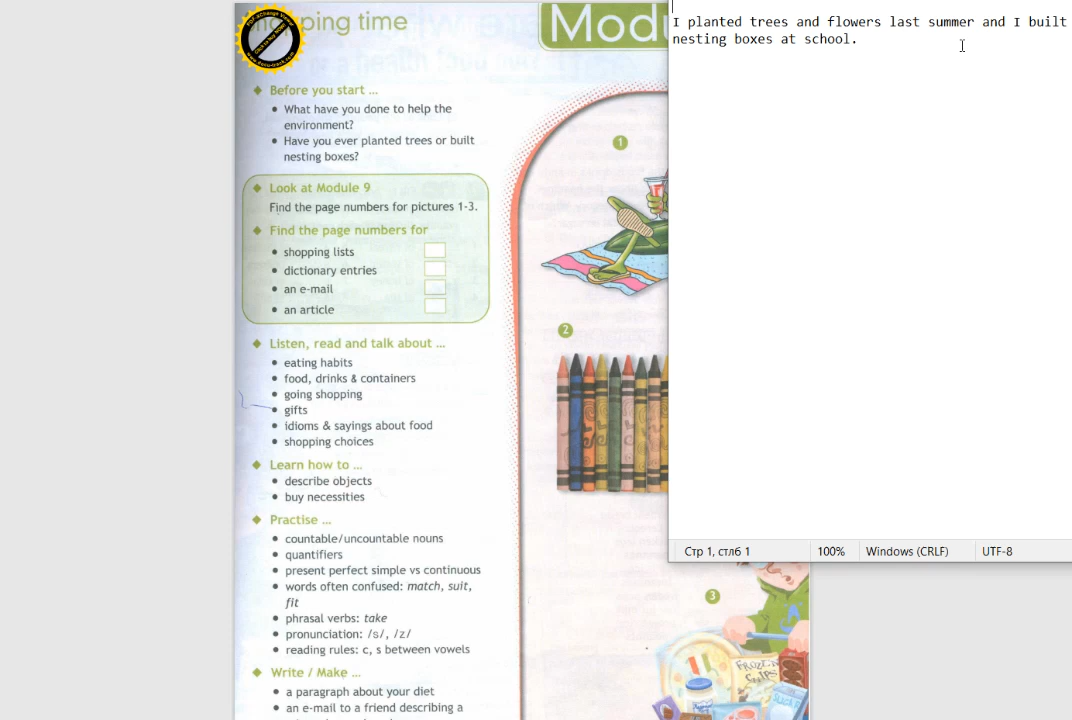 pping time
Modu
I planted trees and flowers last summer and I built
nesting boxes at school.
Before you start ...
What have you done to help the
environment?
Have you ever planted trees or built
nesting boxes?
Look at Module 9
Find the page numbers for pictures 1-3.
Find the page numbers for
shopping lists
dictionary entries
an e-mail
an article
Listen, read and talk about ...
eating habits
food, drinks & containers
going shopping
gifts
idioms & sayings about food
shopping choices
Learn how to ...
describe objects
buy necessities
Practise ...
countable/uncountable nouns
quantifiers
present perfect simple vs continuous
words often confused: match, suit,
fit
phrasal verbs: take
pronunciation: /s/, /z/
reading rules: c, s between vowels
Write / Make ...
a paragraph about your diet
an e-mail to a friend describing a
1
2
3
FROZEN
Стр 1, стлб 1
100%
Windows (CRLF)
UTF-8